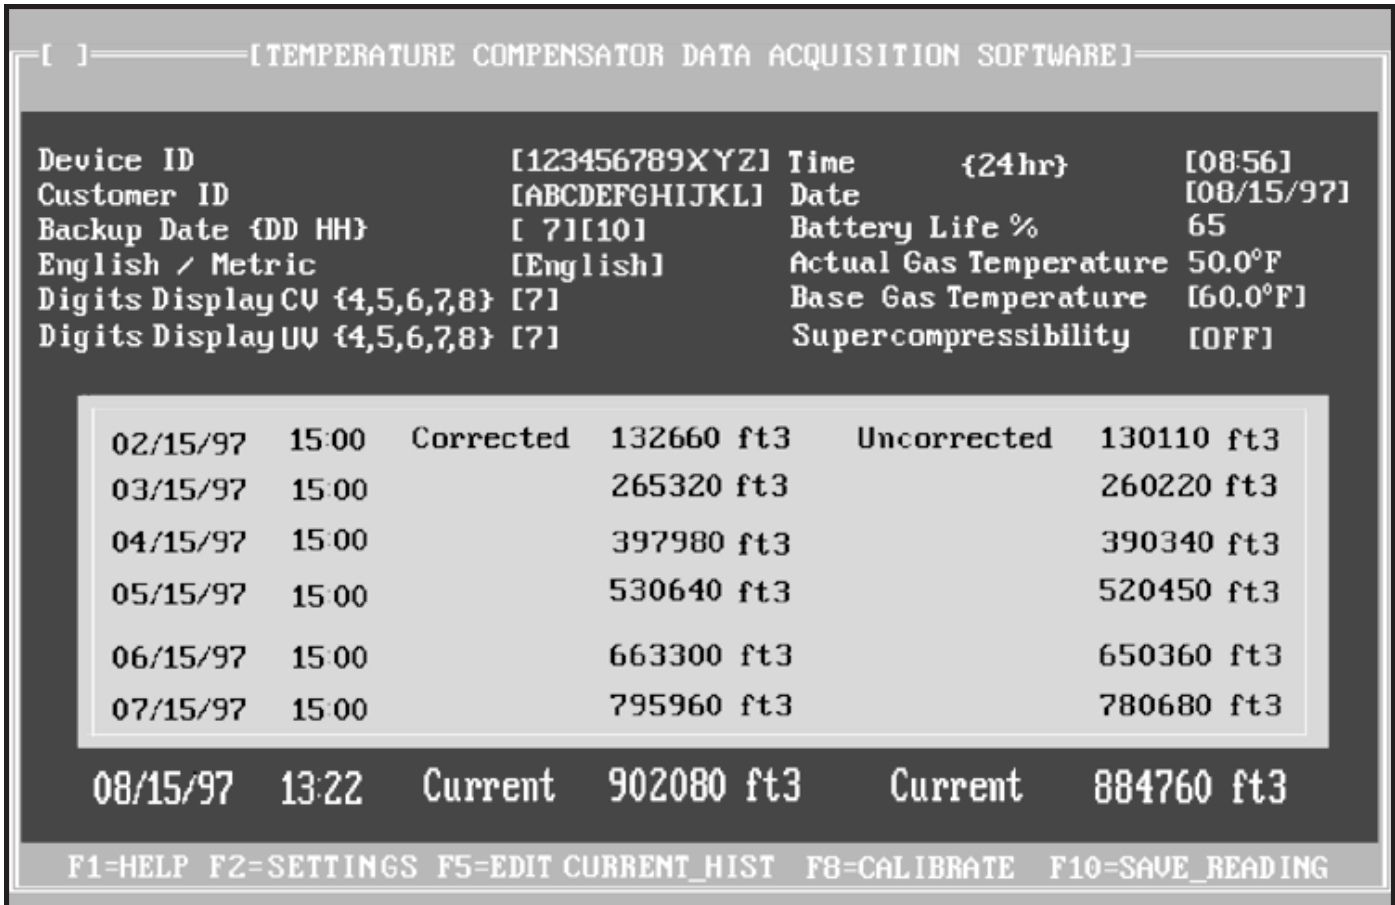 [ ] [TEMPERATURE COMPENSATOR DATA ACQUISITION SOFTWARE]
Device ID [123456789XYZ] Time {24hr} [08:56]
Customer ID [ABCDEFGHIJKL] Date [08/15/97]
Backup Date {DD HH} [ 7][10] Battery Life % 65
English / Metric [English] Actual Gas Temperature 50.0°F
Digits Display CV {4,5,6,7,8} [7] Base Gas Temperature [60.0°F]
Digits Display UV {4,5,6,7,8} [7] Supercompressibility [OFF]
02/15/97 15:00 Corrected 132660 ft3 Uncorrected 130110 ft3
03/15/97 15:00 265320 ft3 260220 ft3
04/15/97 15:00 397980 ft3 390340 ft3
05/15/97 15:00 530640 ft3 520450 ft3
06/15/97 15:00 663300 ft3 650360 ft3
07/15/97 15:00 795960 ft3 780680 ft3
08/15/97 13:22 Current 902080 ft3 Current 884760 ft3
F1=HELP F2=SETTINGS F5=EDIT CURRENT_HIST F8=CALIBRATE F10=SAVE_READING